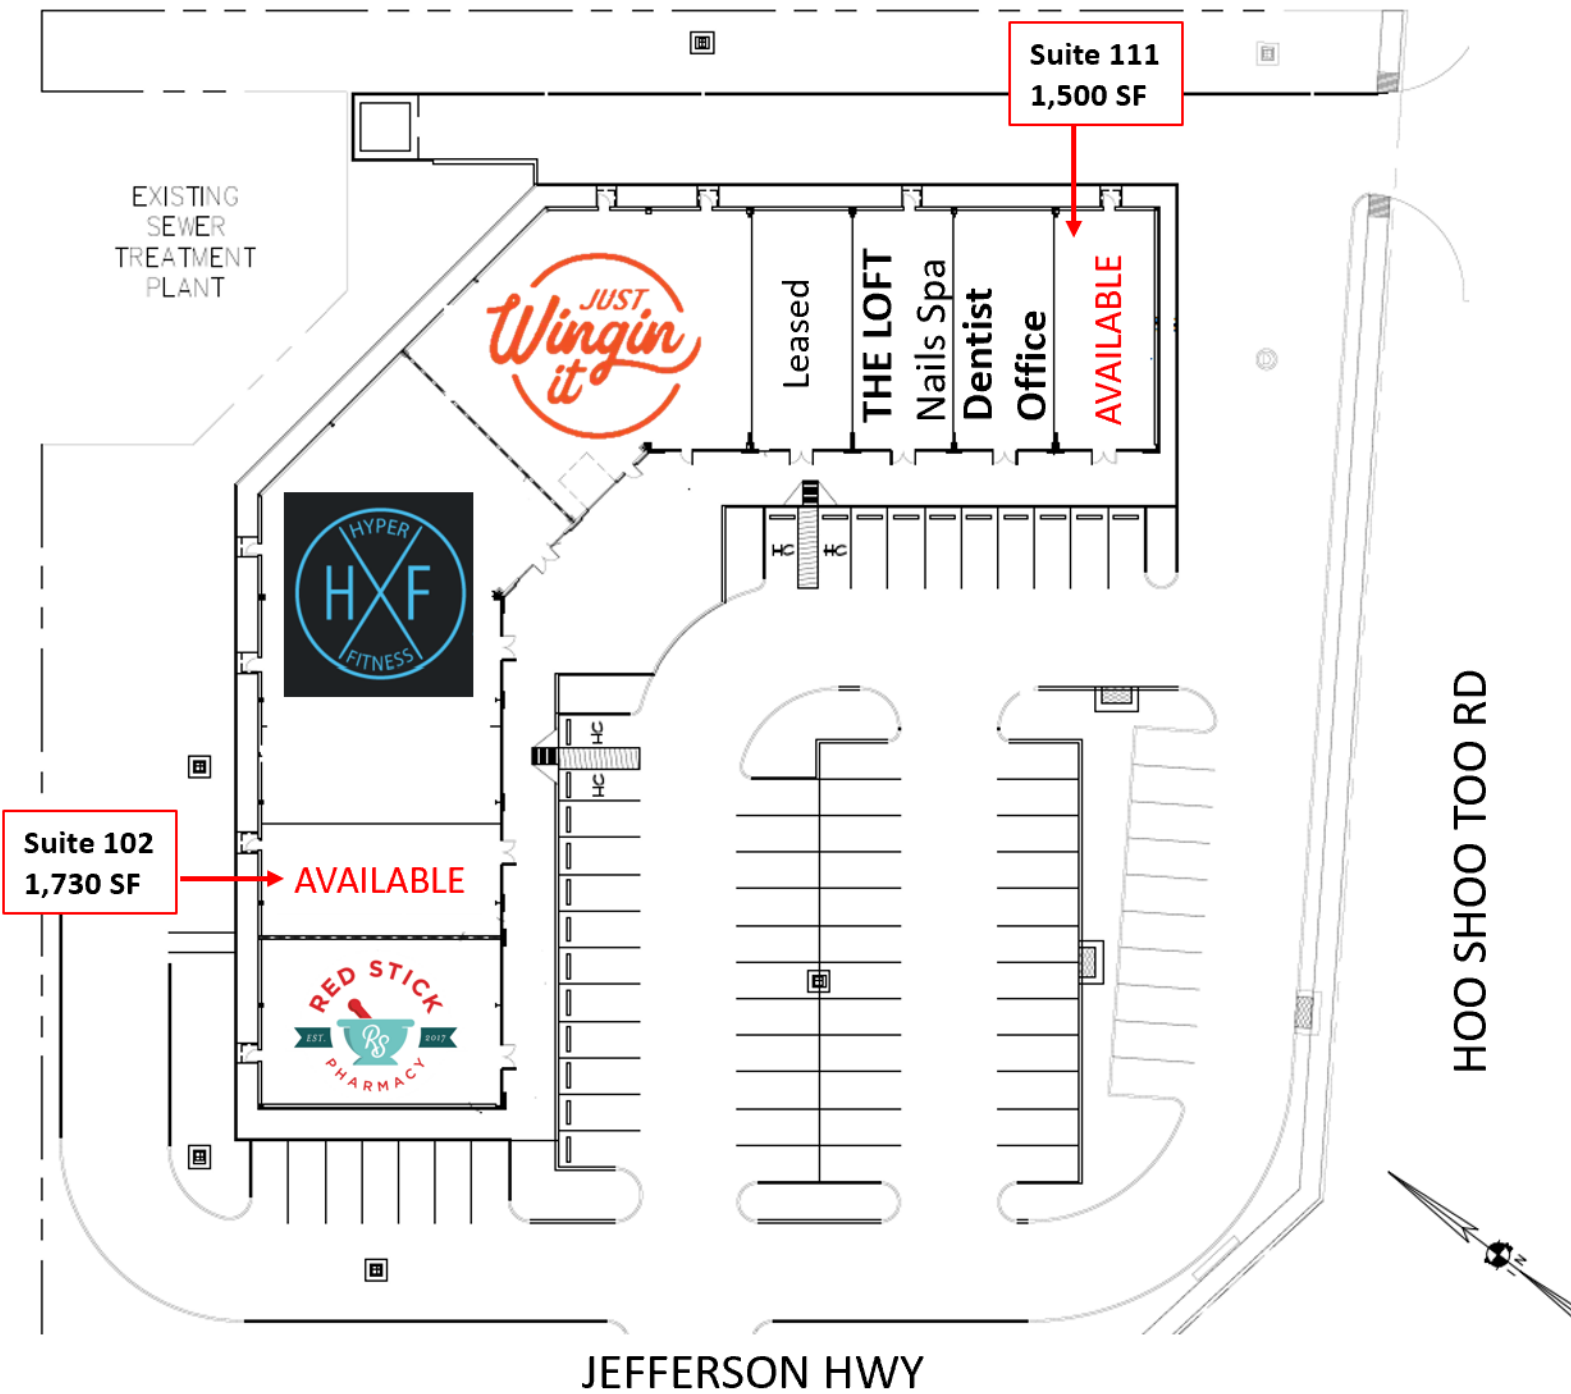 Suite 111
1,500 SF
EXISTING
SEWER
TREATMENT
PLANT
JUST
Wingin
it
Leased
THE LOFT
Nails Spa
Dentist
Office
AVAILABLE
HYPER
HXF
FITNESS
HC
HC
HC
HC
Suite 102
1,730 SF
AVAILABLE
RED STICK
EST.
RS
2017
PHARMACY
HOO SHOO TOO RD
N
JEFFERSON HWY